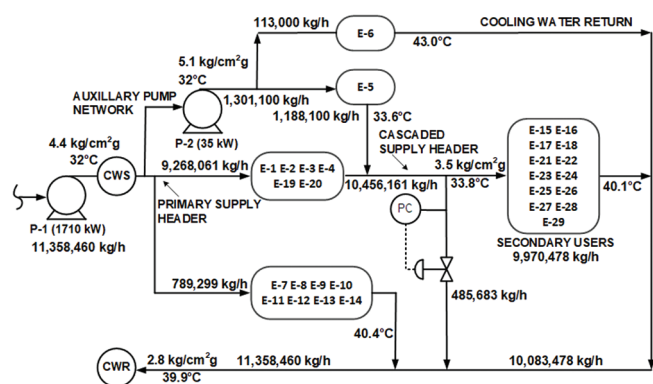 113,000 kg/h
E-6
COOLING WATER RETURN
43.0°C
5.1 kg/cm²g
32°C
AUXILLARY PUMP
NETWORK
1,301,100 kg/h
E-5
1,188,100 kg/h
33.6°C
P-2 (35 kW)
4.4 kg/cm²g
32°C
CWS
9,268,061 kg/h
E-1 E-2 E-3 E-4
E-19 E-20
CASCADED
SUPPLY HEADER
10,456,161 kg/h
3.5 kg/cm²g
33.8°C
E-15 E-16
E-17 E-18
E-21 E-22
E-23 E-24
E-25 E-26
E-27 E-28
E-29
40.1°C
SECONDARY USERS
9,970,478 kg/h
PRIMARY SUPPLY
HEADER
P-1 (1710 kW)
11,358,460 kg/h
PC
789,299 kg/h
E-7 E-8 E-9 E-10
E-11 E-12 E-13 E-14
485,683 kg/h
40.4°C
CWR
2.8 kg/cm²g
39.9°C
11,358,460 kg/h
10,083,478 kg/h